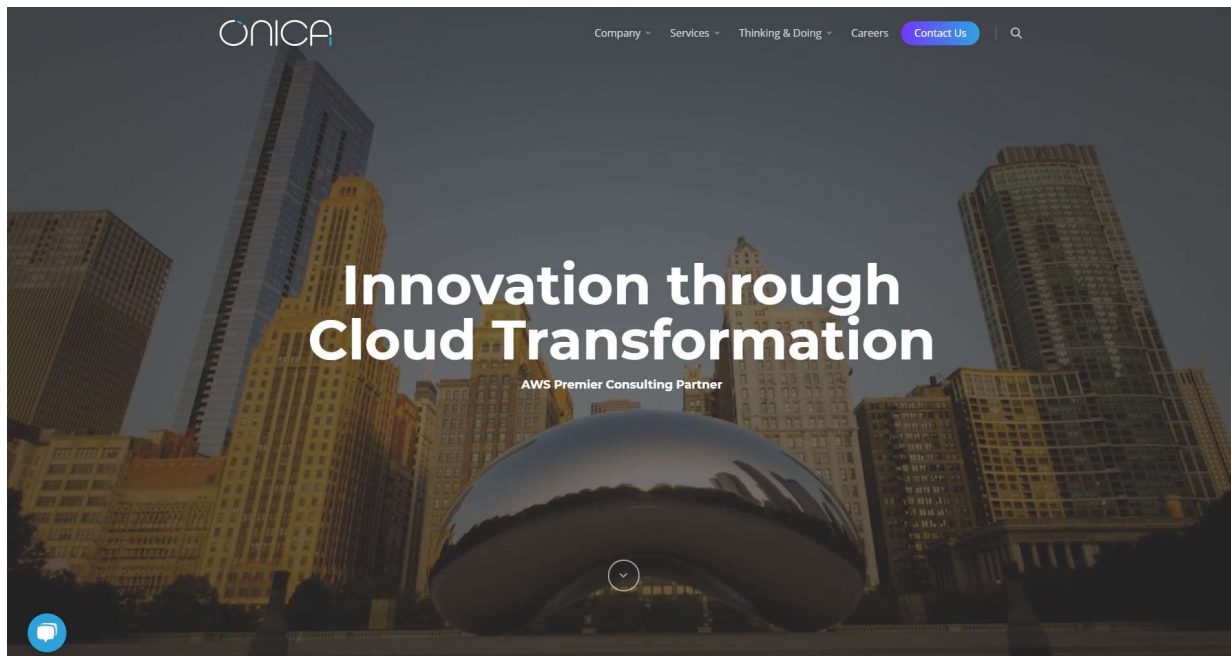 ONICA
Company Services Thinking & Doing Careers Contact Us
Innovation through
Cloud Transformation
AWS Premier Consulting Partner